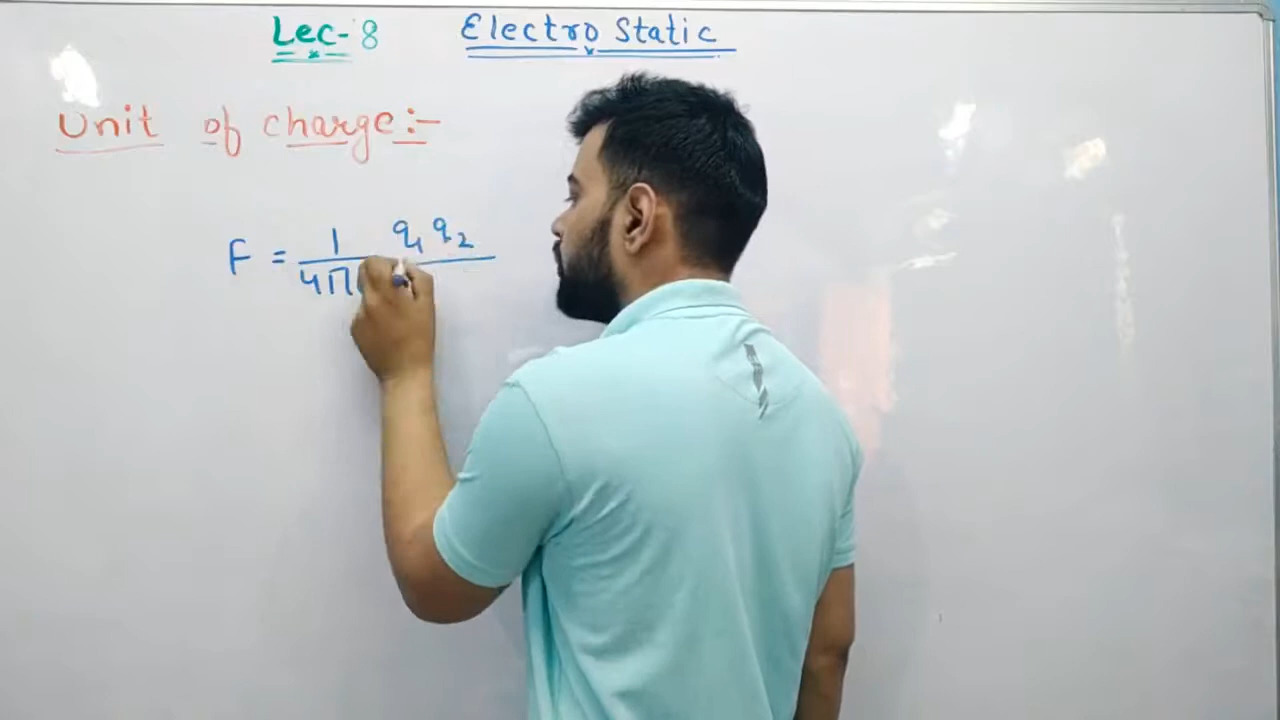 Lec-8 Electro Static
Unit of charge:-
F = 1 q1 q2
4π